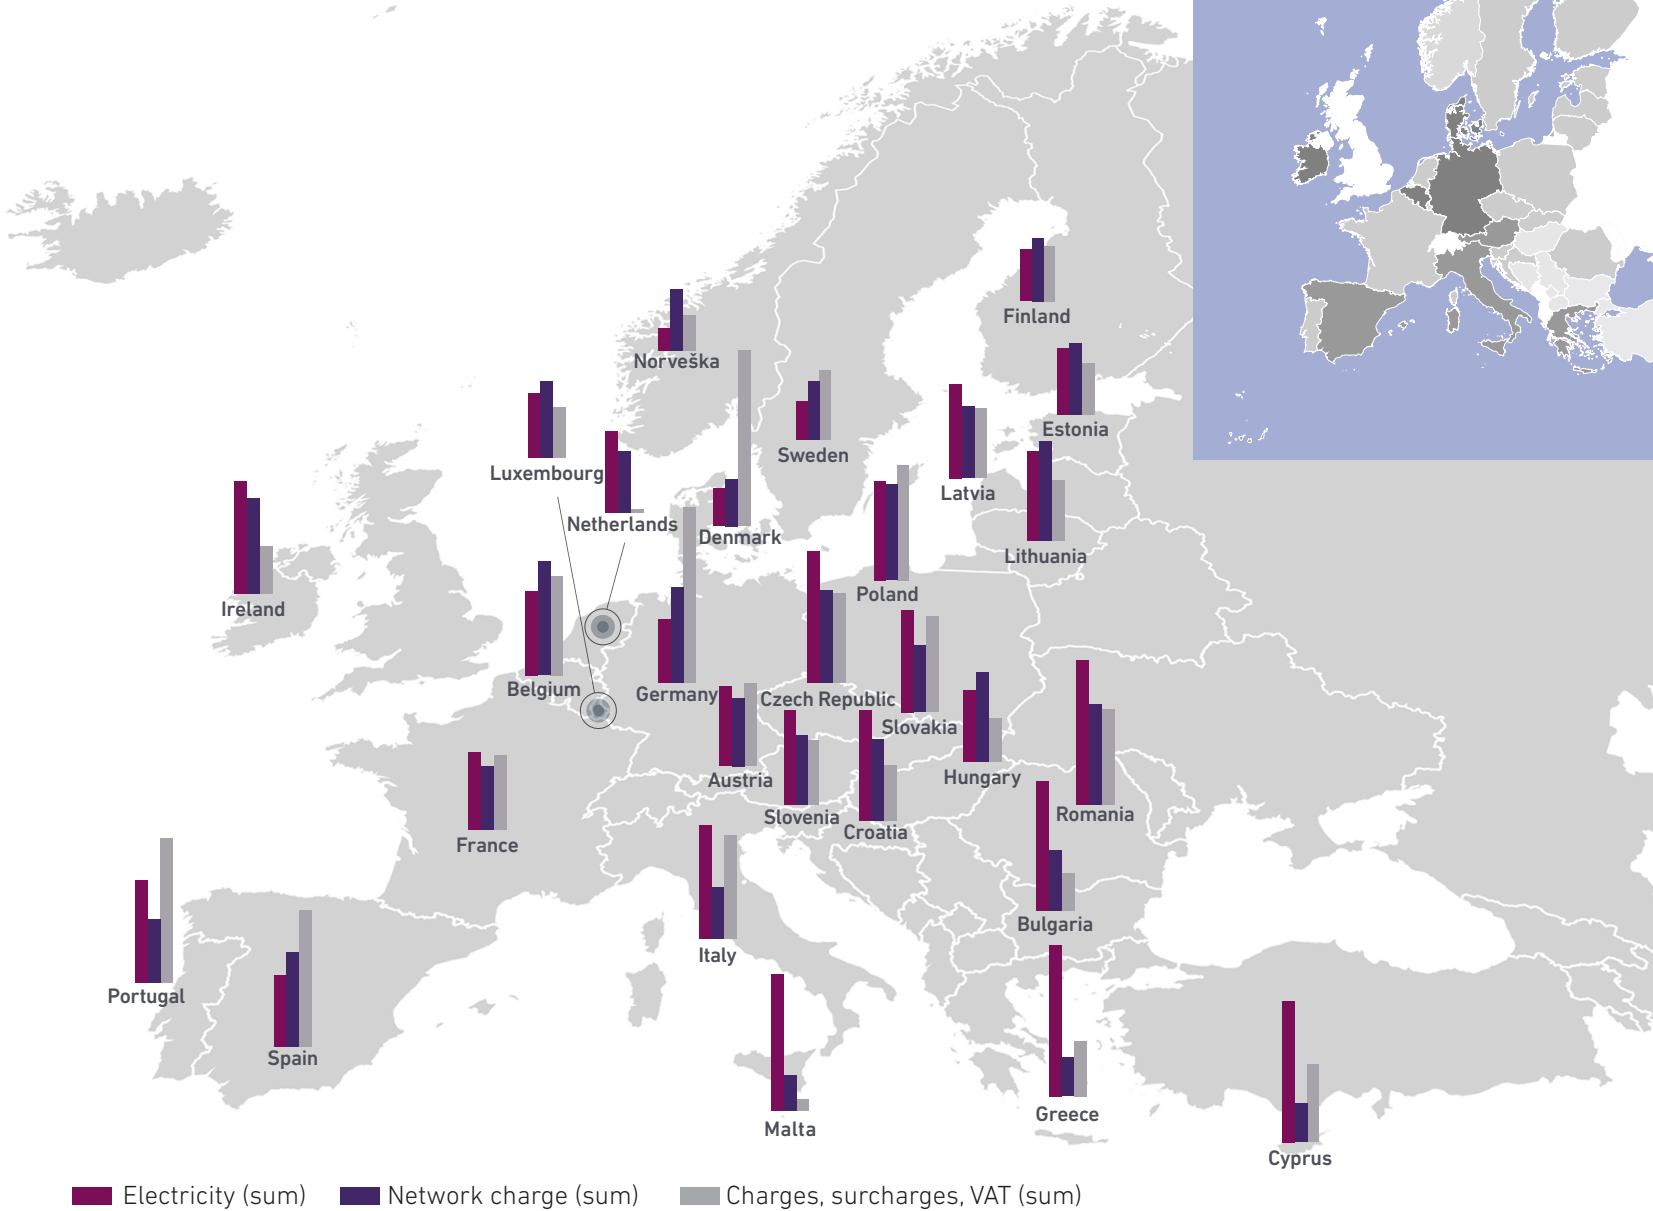 Finland
Norveška
Estonia
Sweden
Luxembourg
Latvia
Netherlands
Denmark
Lithuania
Poland
Ireland
Belgium
Germany
Czech Republic
Slovakia
Austria
Hungary
Slovenia
Romania
Croatia
France
Bulgaria
Italy
Portugal
Spain
Greece
Malta
Cyprus
Electricity (sum)
Network charge (sum)
Charges, surcharges, VAT (sum)